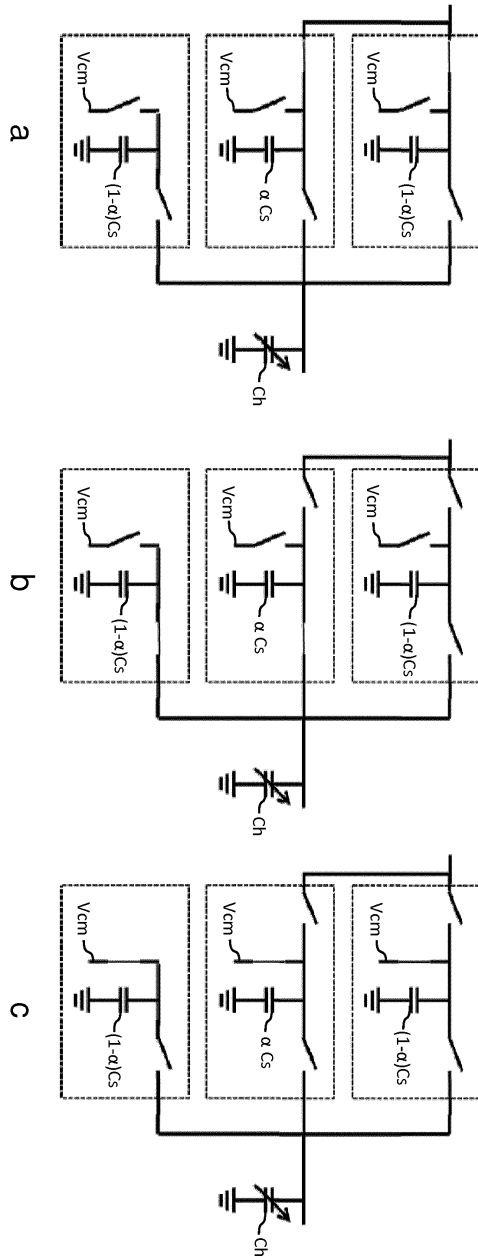 Vcm
(1-α)Cs
Vcm
α Cs
Vcm
(1-α)Cs
Ch
a
Vcm
(1-α)Cs
Vcm
α Cs
Vcm
(1-α)Cs
Ch
b
Vcm
(1-α)Cs
Vcm
α Cs
Vcm
(1-α)Cs
Ch
c